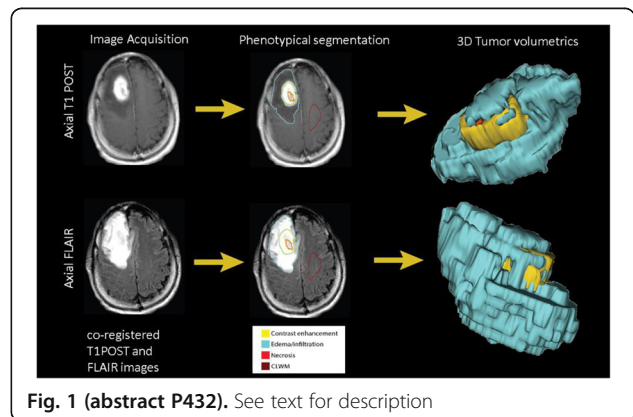 Image Acquisition
Phenotypical segmentation
3D Tumor volumetrics
Axial T1 POST
Axial FLAIR
co-registered
T1POST and
FLAIR images
Contrast enhancement
Edema/infiltration
Necrosis
CLWM
Fig. 1 (abstract P432). See text for description